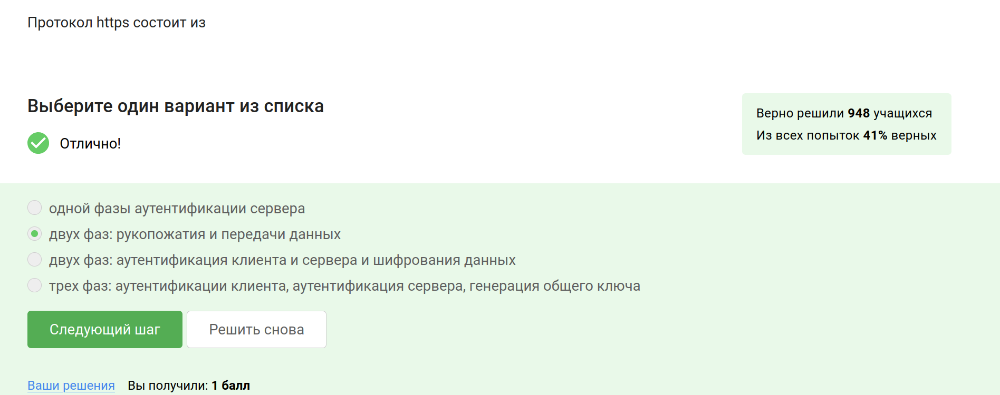 Протокол https состоит из
Выберите один вариант из списка
Отлично!
Верно решили 948 учащихся
Из всех попыток 41% верных
одной фазы аутентификации сервера
двух фаз: рукопожатия и передачи данных
двух фаз: аутентификация клиента и сервера и шифрования данных
трех фаз: аутентификации клиента, аутентификация сервера, генерация общего ключа
Следующий шаг
Решить снова
Ваши решения Вы получили: 1 балл